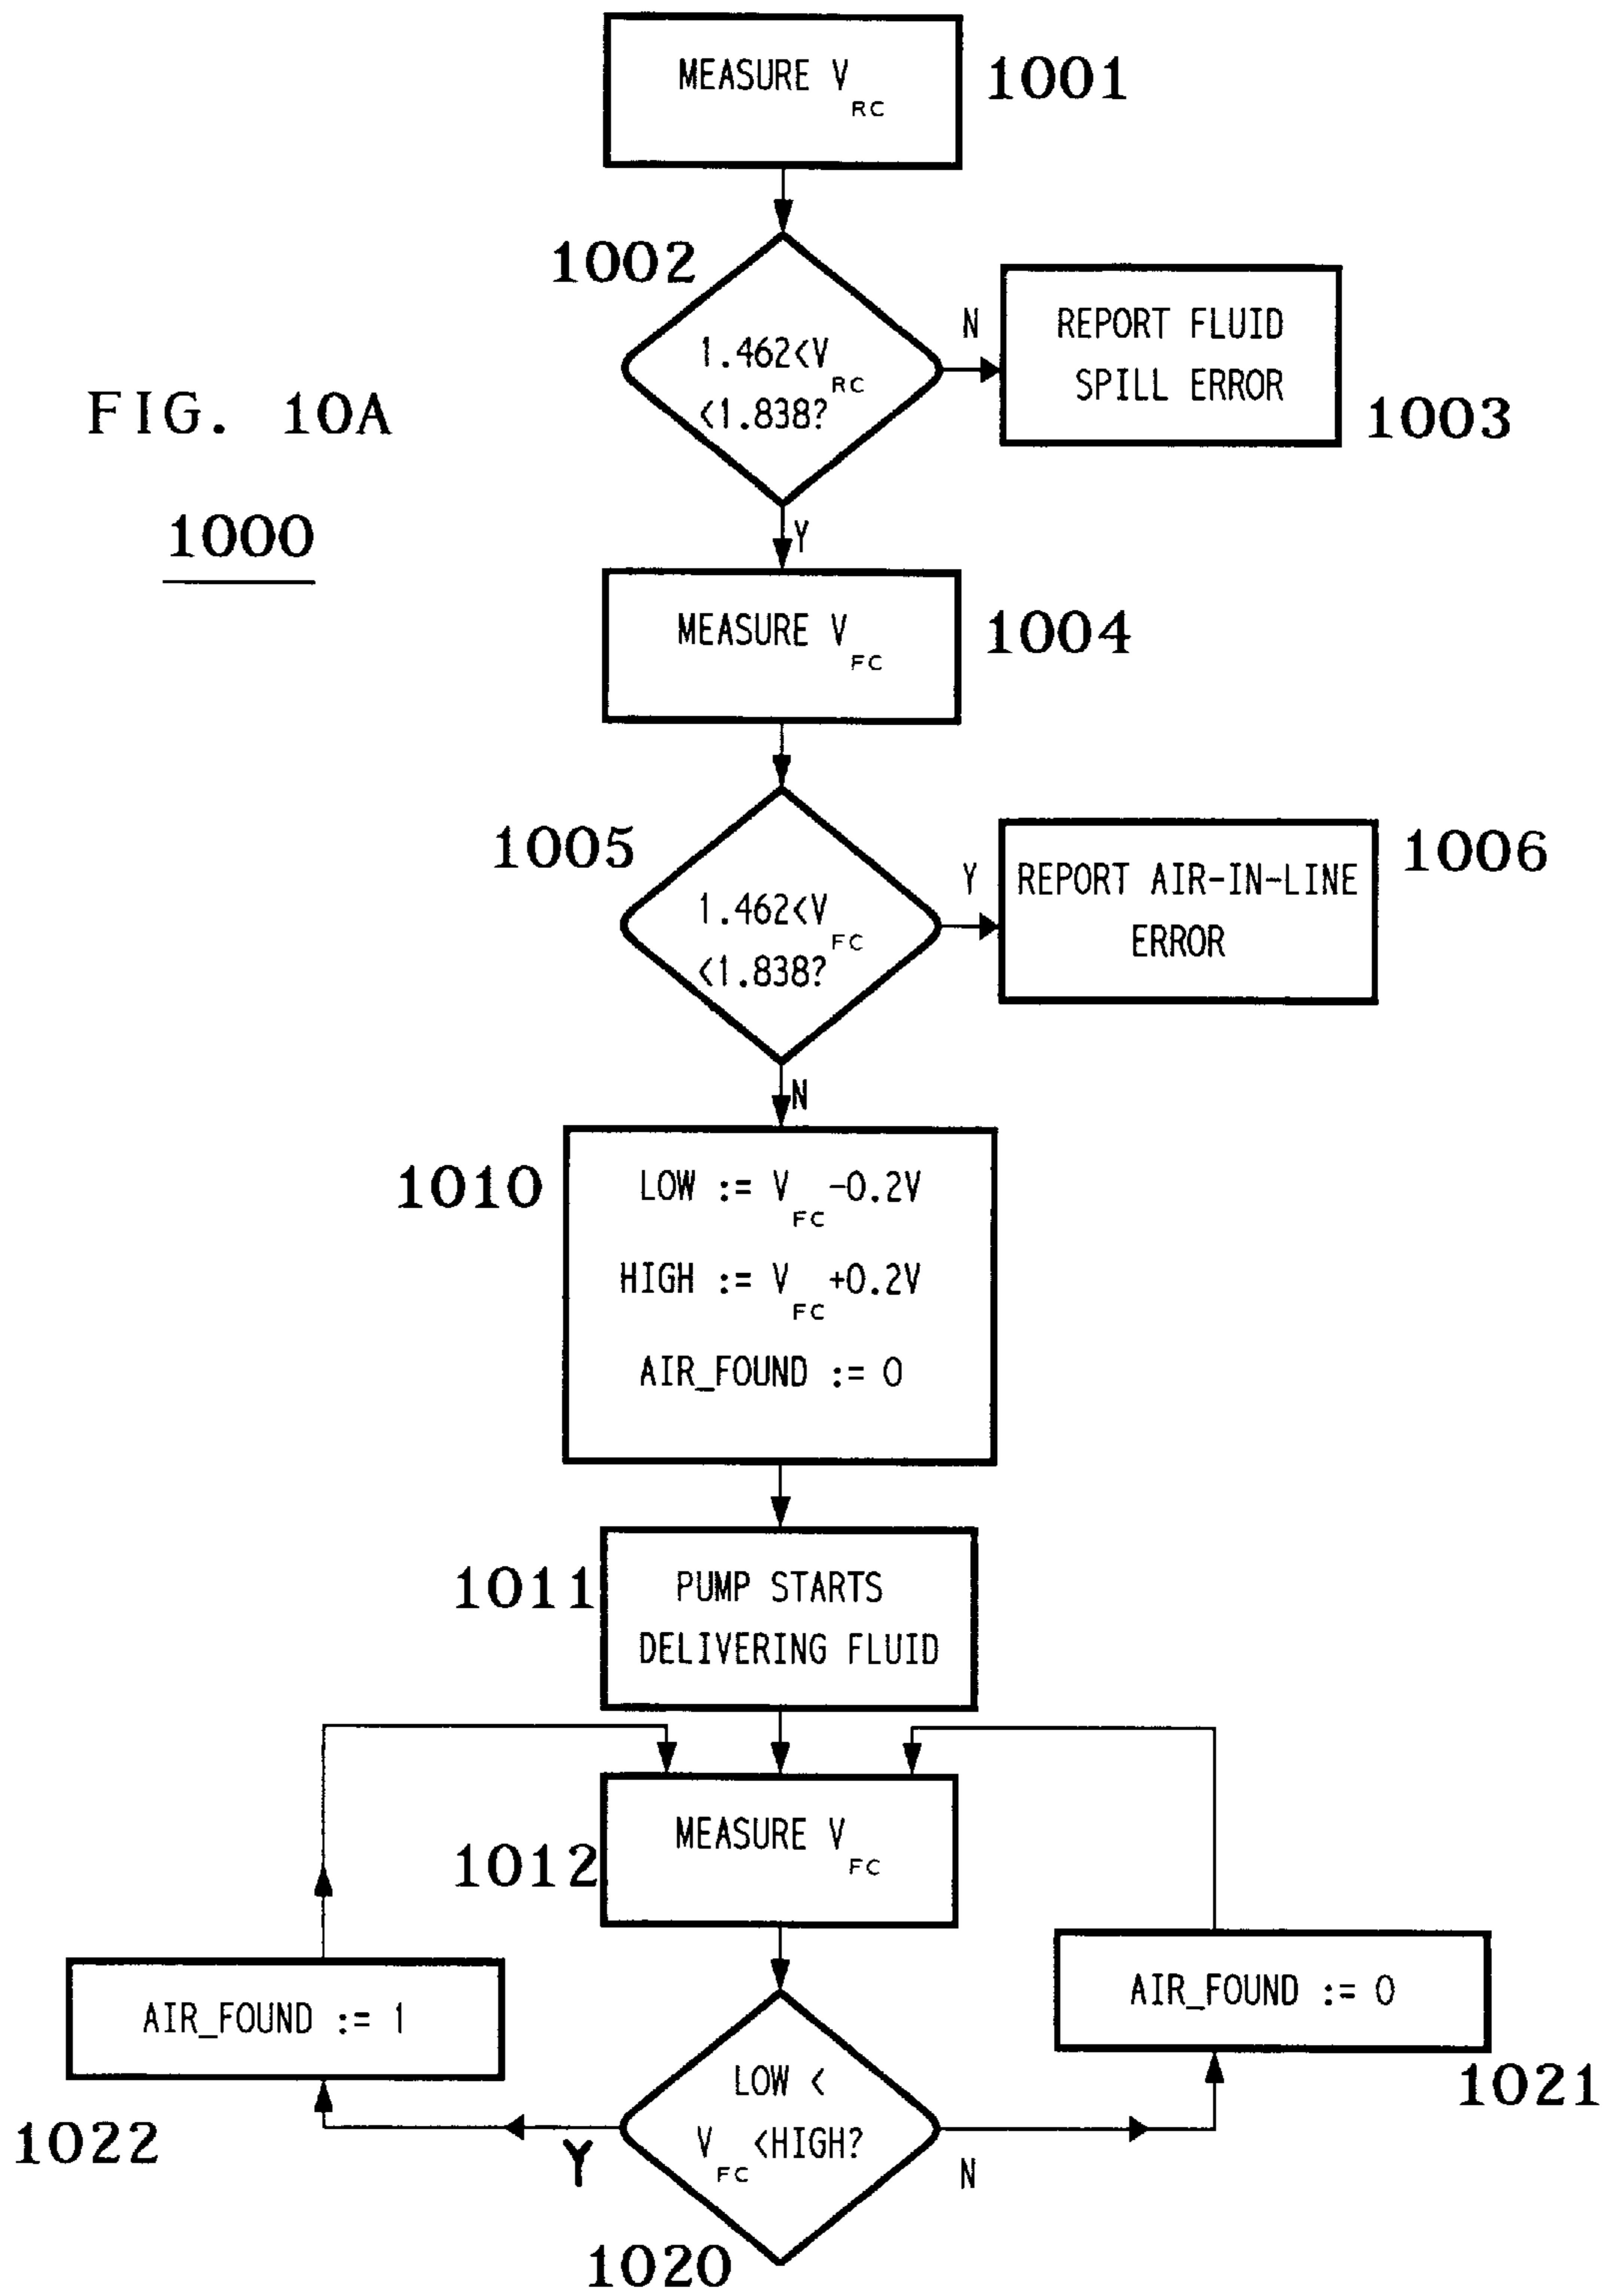 MEASURE V RC
1001
1002
1.462<V RC
<1.838?
N
REPORT FLUID
SPILL ERROR
1003
FIG. 10A
1000
Y
MEASURE V FC
1004
1005
1.462<V FC
<1.838?
Y
REPORT AIR-IN-LINE
ERROR
1006
N
1010
LOW := V FC -0.2V
HIGH := V FC +0.2V
AIR_FOUND := 0
1011
PUMP STARTS
DELIVERING FLUID
1012
MEASURE V FC
AIR_FOUND := 1
1022
AIR_FOUND := 0
1021
LOW <
V FC <HIGH?
Y
N
1020